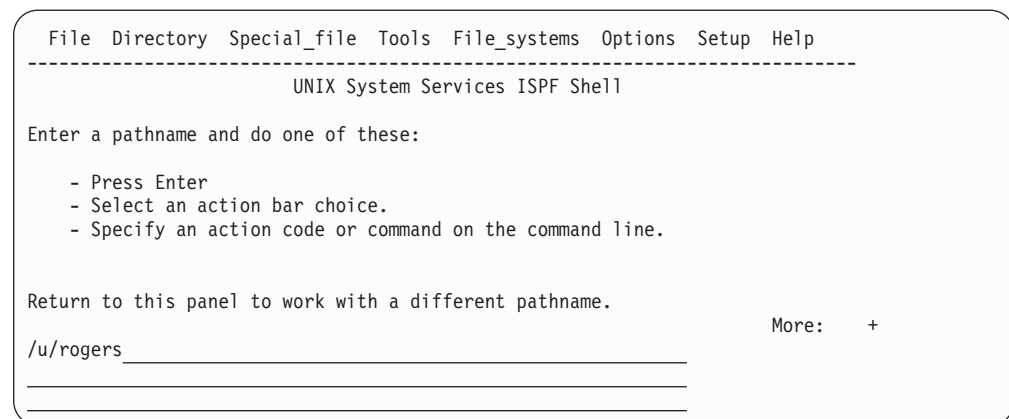 File Directory Special_file Tools File_systems Options Setup Help
-------------------------------------------------------------------------------
UNIX System Services ISPF Shell
Enter a pathname and do one of these:
- Press Enter
- Select an action bar choice.
- Specify an action code or command on the command line.
Return to this panel to work with a different pathname.
More: +
/u/rogers